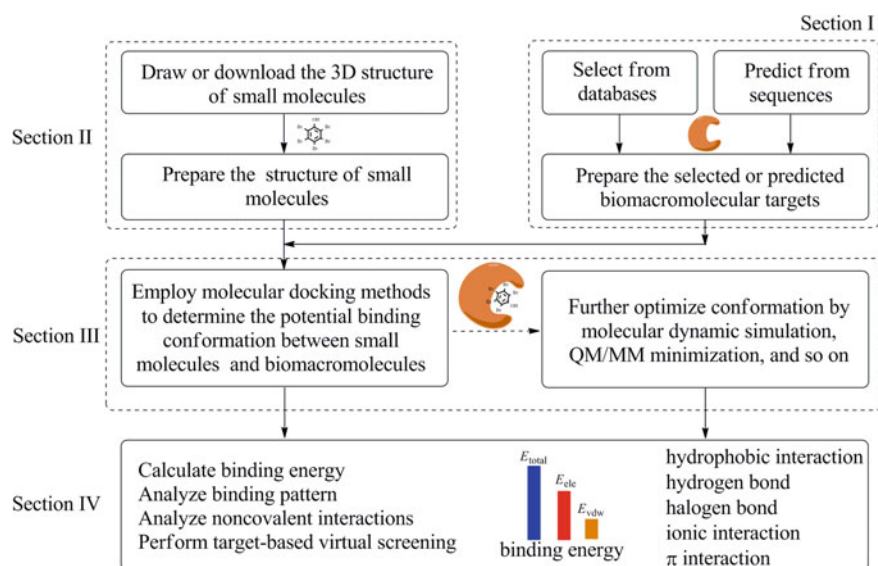 Section I
Draw or download the 3D structure
of small molecules
Select from
databases
Predict from
sequences
Section II
Prepare the structure of small
molecules
Prepare the selected or predicted
biomacromolecular targets
Section III
Employ molecular docking methods
to determine the potential binding
conformation between small
molecules and biomacromolecules
Further optimize conformation by
molecular dynamic simulation,
QM/MM minimization, and so on
Section IV
Calculate binding energy
Analyze binding pattern
Analyze noncovalent interactions
Perform target-based virtual screening
Etotal
Eele
Evdw
binding energy
hydrophobic interaction
hydrogen bond
halogen bond
ionic interaction
π interaction